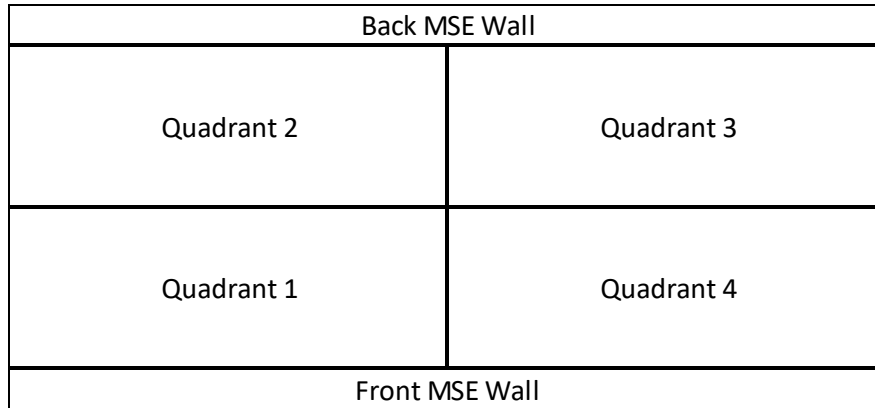 Back MSE Wall
Quadrant 2
Quadrant 3
Quadrant 1
Quadrant 4
Front MSE Wall